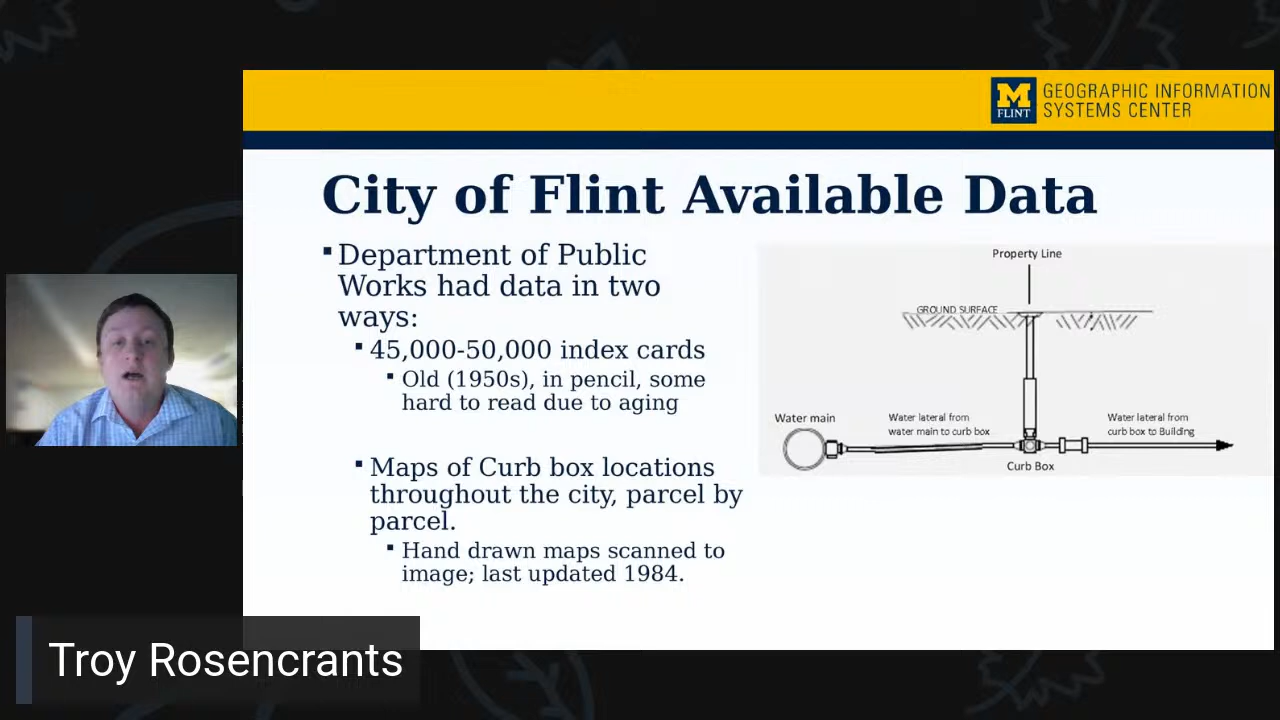 M
FLINT
GEOGRAPHIC INFORMATION
SYSTEMS CENTER
City of Flint Available Data
Department of Public
Works had data in two
ways:
45,000-50,000 index cards
Old (1950s), in pencil, some
hard to read due to aging
Maps of Curb box locations
throughout the city, parcel by
parcel.
Hand drawn maps scanned to
image; last updated 1984.
Property Line
GROUND SURFACE
Water main
Water lateral from
water main to curb box
Water lateral from
curb box to Building
Curb Box
Troy Rosencrants